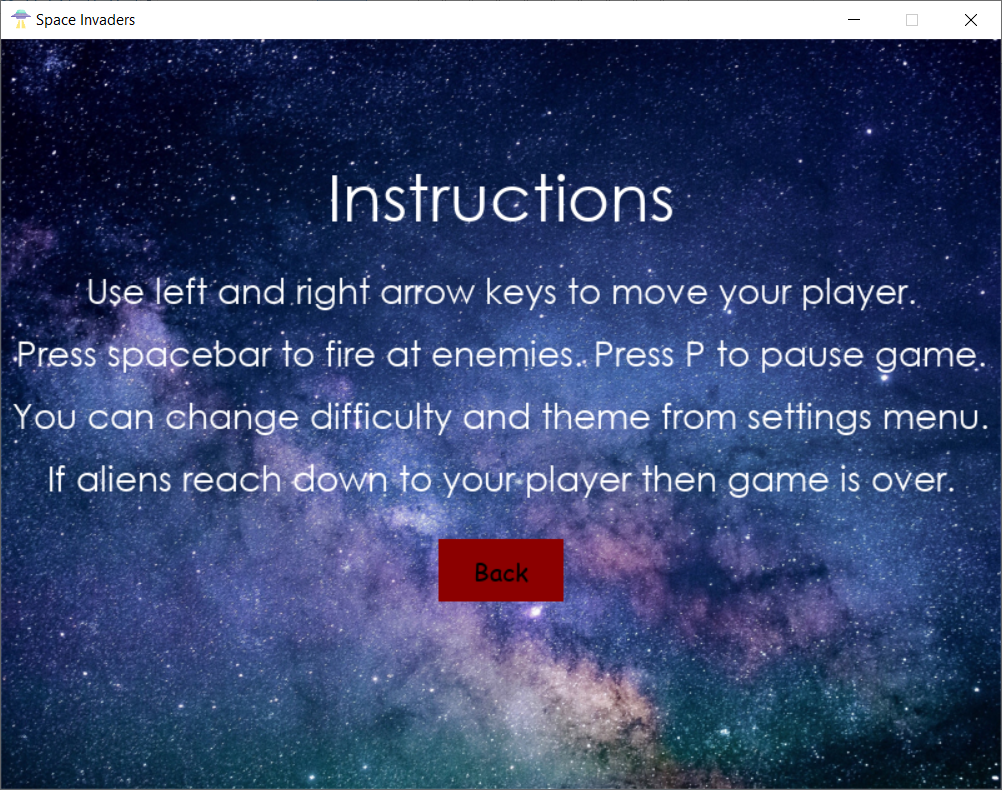 Space Invaders
Instructions
Use left and right arrow keys to move your player.
Press spacebar to fire at enemies. Press P to pause game.
You can change difficulty and theme from settings menu.
If aliens reach down to your player then game is over.
Back